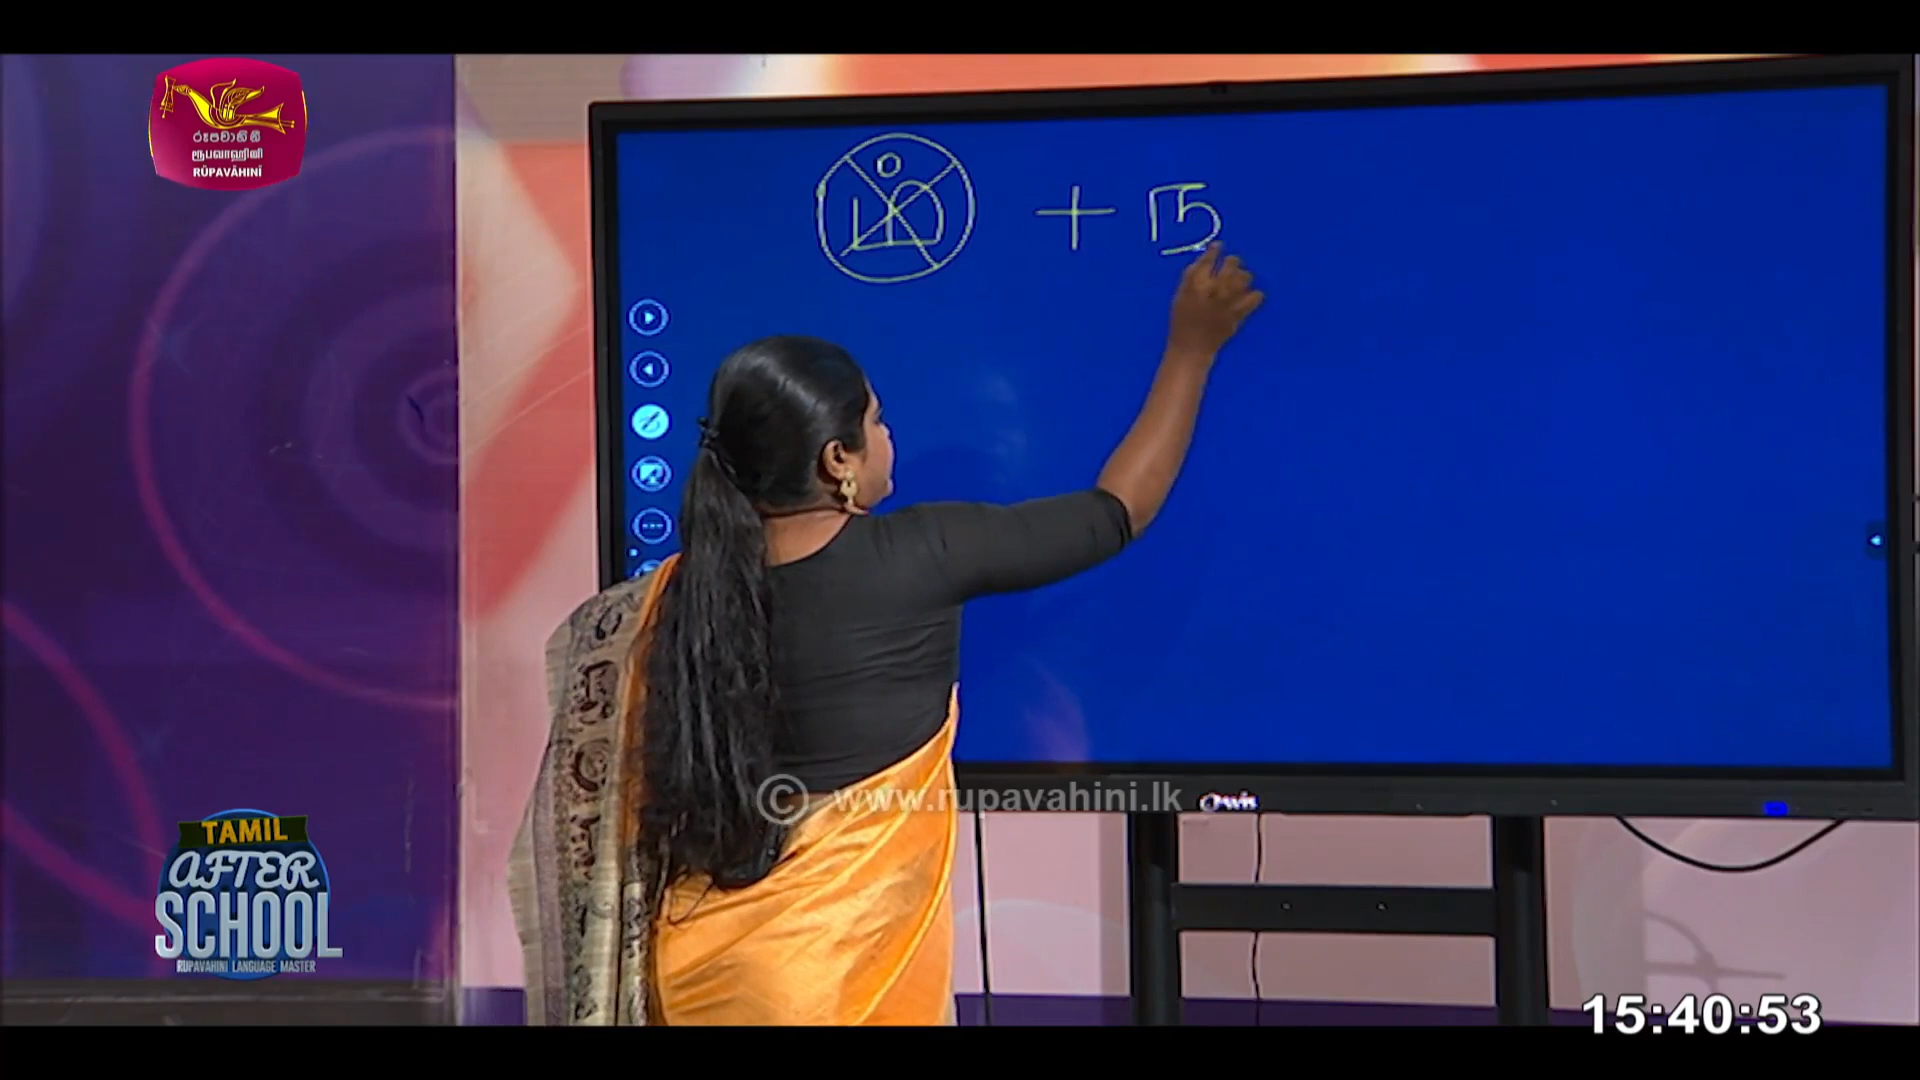 රූපවාහිනී
ரூபவாஹினி
RŪPAVĀHINĪ
ம் + ந
© www.rupavahini.lk
TAMIL
AFTER
SCHOOL
RUPAVAHINI LANGUAGE MASTER
15:40:53